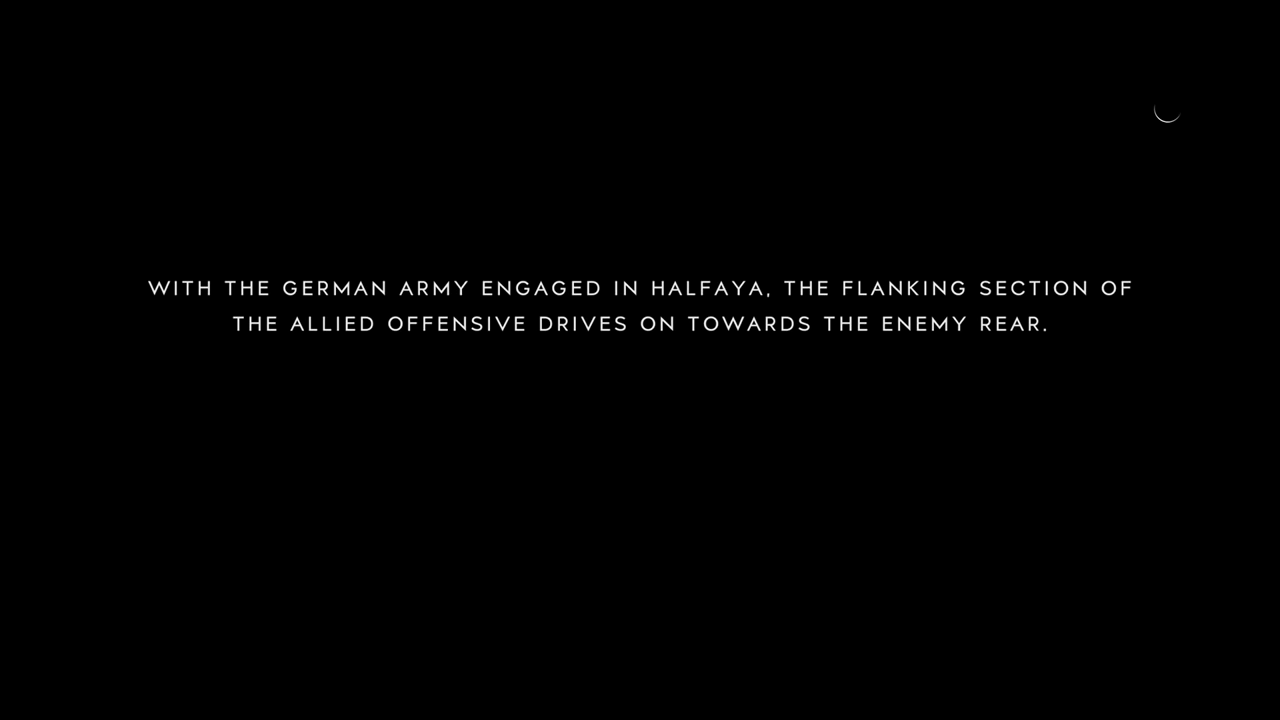 WITH THE GERMAN ARMY ENGAGED IN HALFAYA, THE FLANKING SECTION OF
THE ALLIED OFFENSIVE DRIVES ON TOWARDS THE ENEMY REAR.